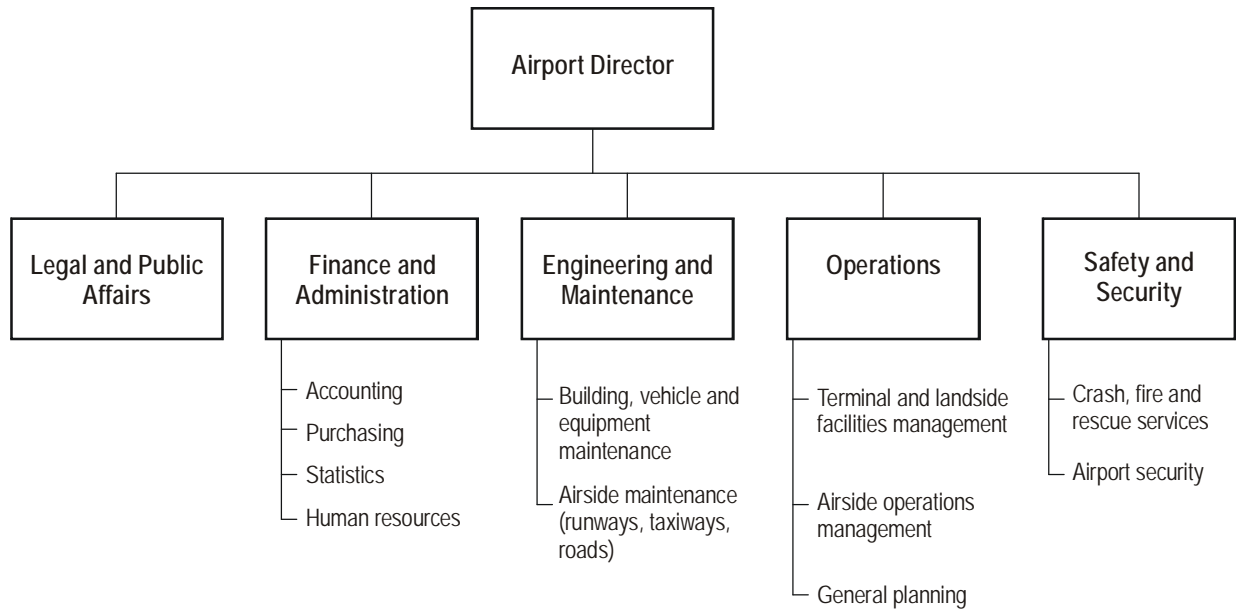 Airport Director
Legal and Public
Affairs
Finance and
Administration
Engineering and
Maintenance
Operations
Safety and
Security
Accounting
Purchasing
Statistics
Human resources
Building, vehicle and
equipment
maintenance
Airside maintenance
(runways, taxiways,
roads)
Terminal and landside
facilities management
Airside operations
management
General planning
Crash, fire and
rescue services
Airport security